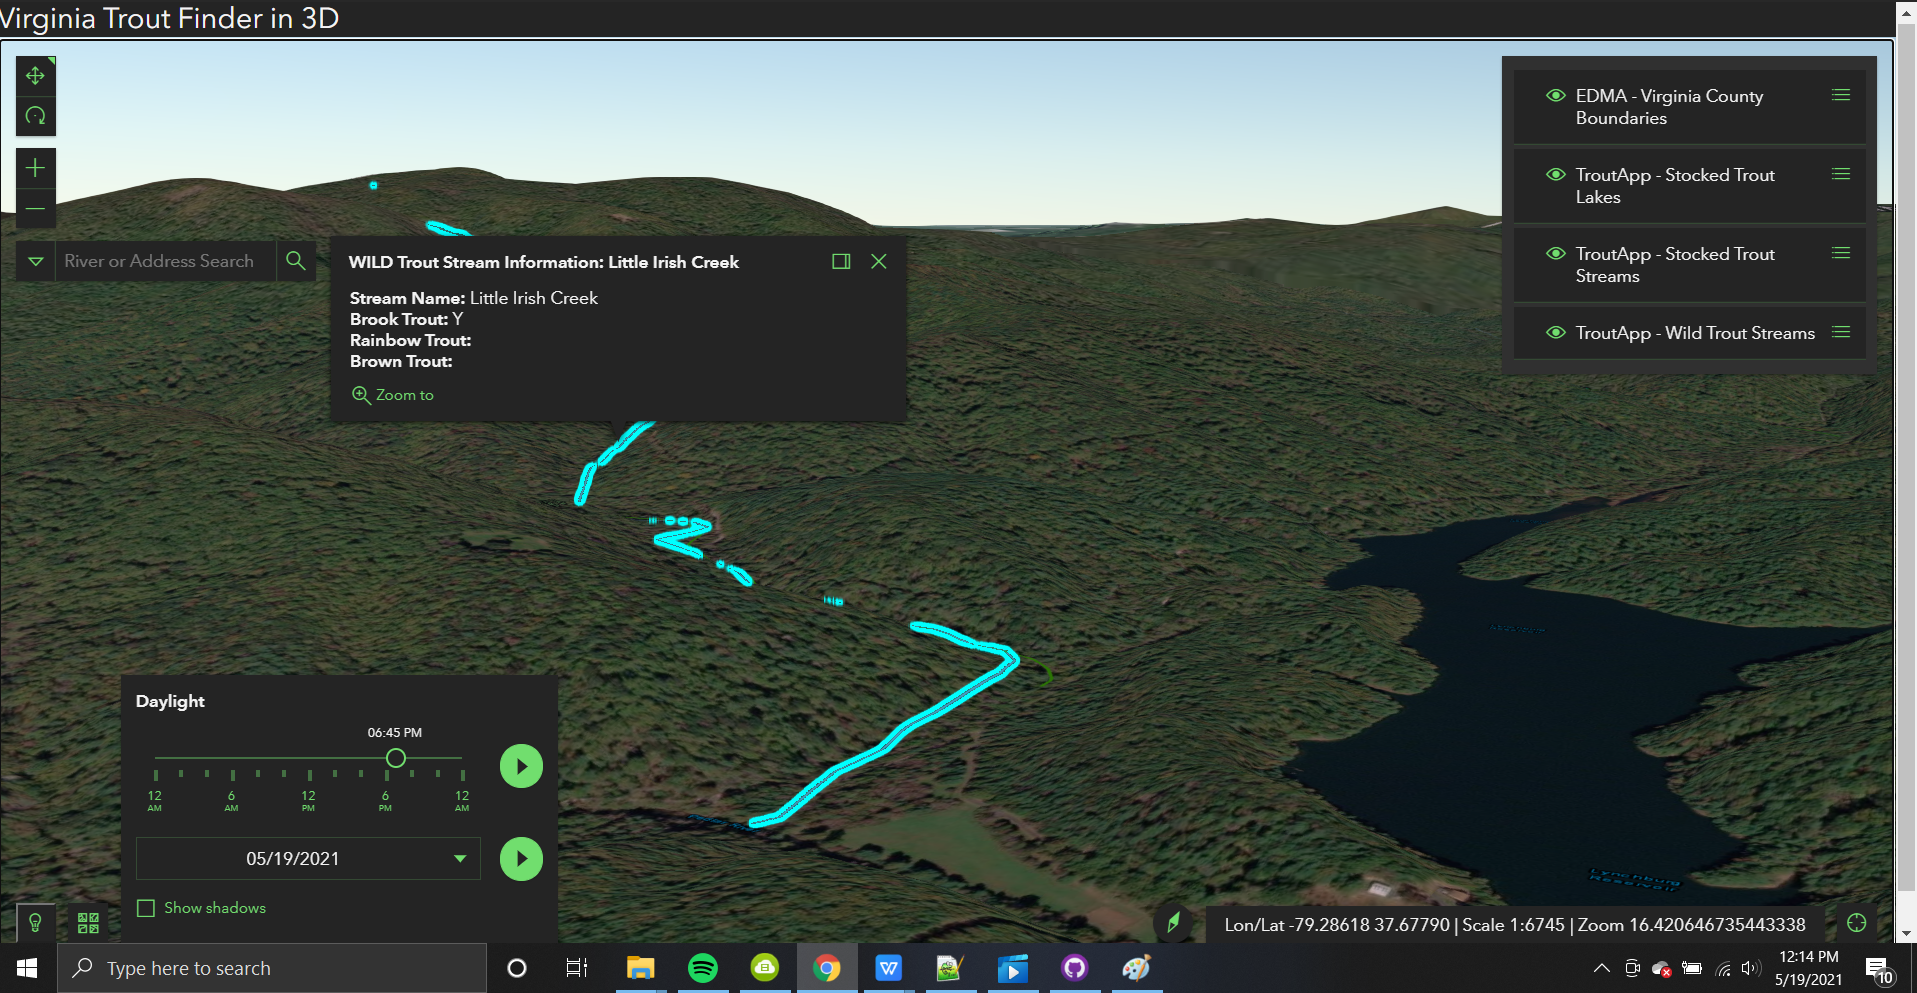 Virginia Trout Finder in 3D
River or Address Search
WILD Trout Stream Information: Little Irish Creek
Stream Name: Little Irish Creek
Brook Trout: Y
Rainbow Trout:
Brown Trout:
Zoom to
EDMA - Virginia County
Boundaries
TroutApp - Stocked Trout
Lakes
TroutApp - Stocked Trout
Streams
TroutApp - Wild Trout Streams
Daylight
06:45 PM
12 6 12 6 12
AM AM PM PM AM
05/19/2021
Show shadows
Lynchburg
Reservoir
Lon/Lat -79.28618 37.67790 | Scale 1:6745 | Zoom 16.420646735443338
Type here to search
12:14 PM
5/19/2021
10